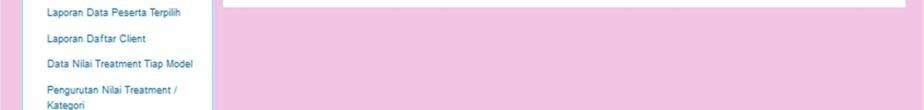 Laporan Data Peserta Terpilih
Laporan Daftar Client
Data Nilai Treatment Tiap Model
Pengurutan Nilai Treatment /
Kategori